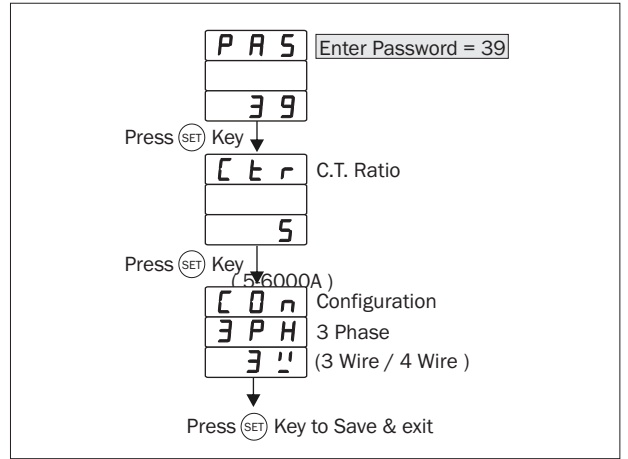 PAS Enter Password = 39
39
Press SET Key
Ctr C.T. Ratio
5
Press SET Key
( 5-6000A )
COn Configuration
3PH 3 Phase
3 (3 Wire / 4 Wire )
Press SET Key to Save & exit